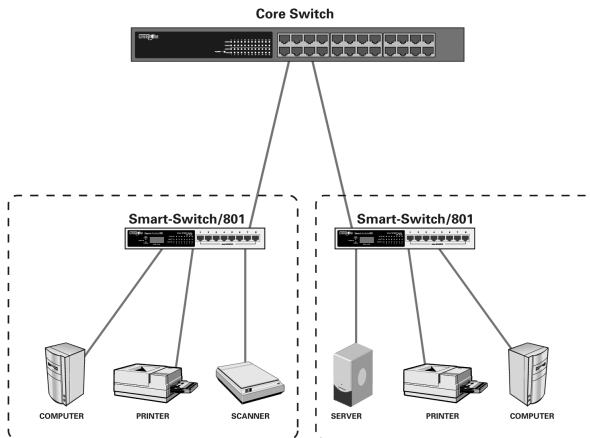 Core Switch
Smart-Switch/801
Smart-Switch/801
COMPUTER
PRINTER
SCANNER
SERVER
PRINTER
COMPUTER